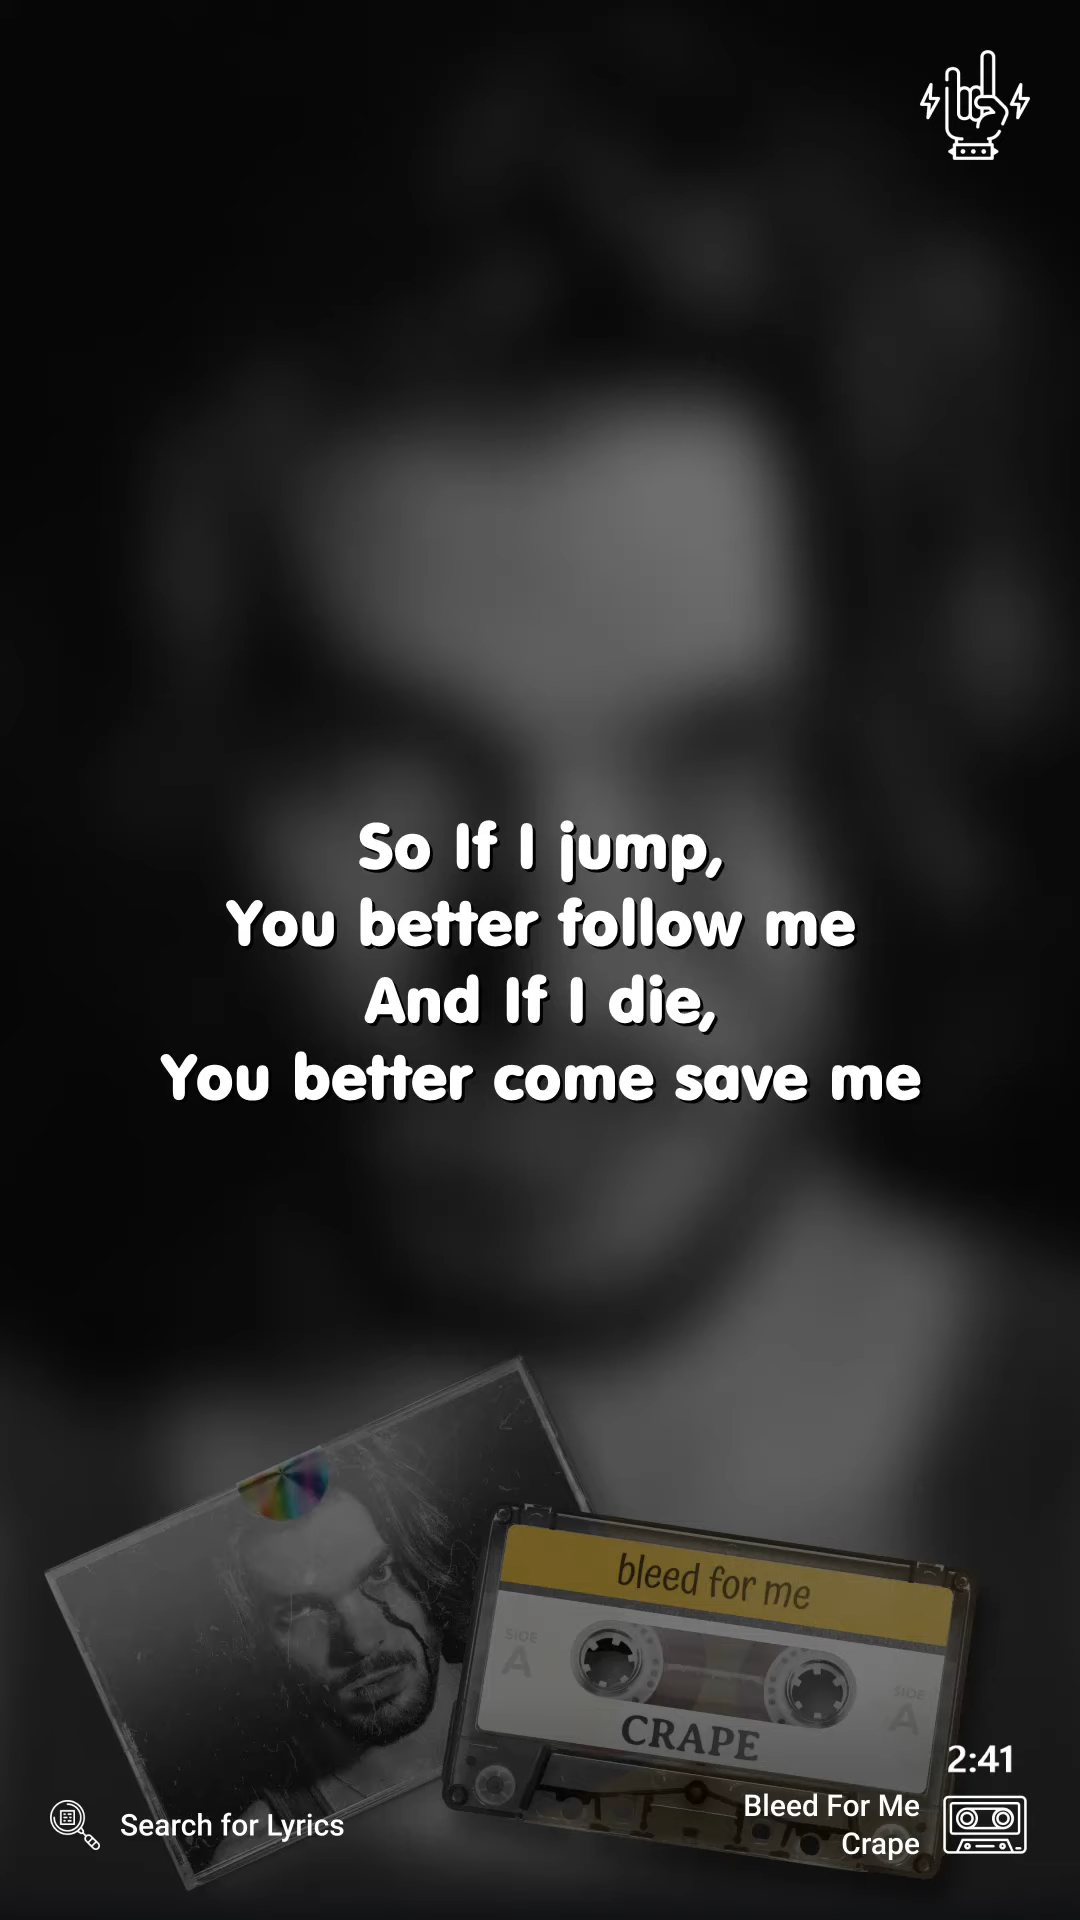 So If I jump,
You better follow me
And If I die,
You better come save me
bleed for me
SIDE
A
SIDE
A
CRAPE
2:41
Search for Lyrics
Bleed For Me
Crape